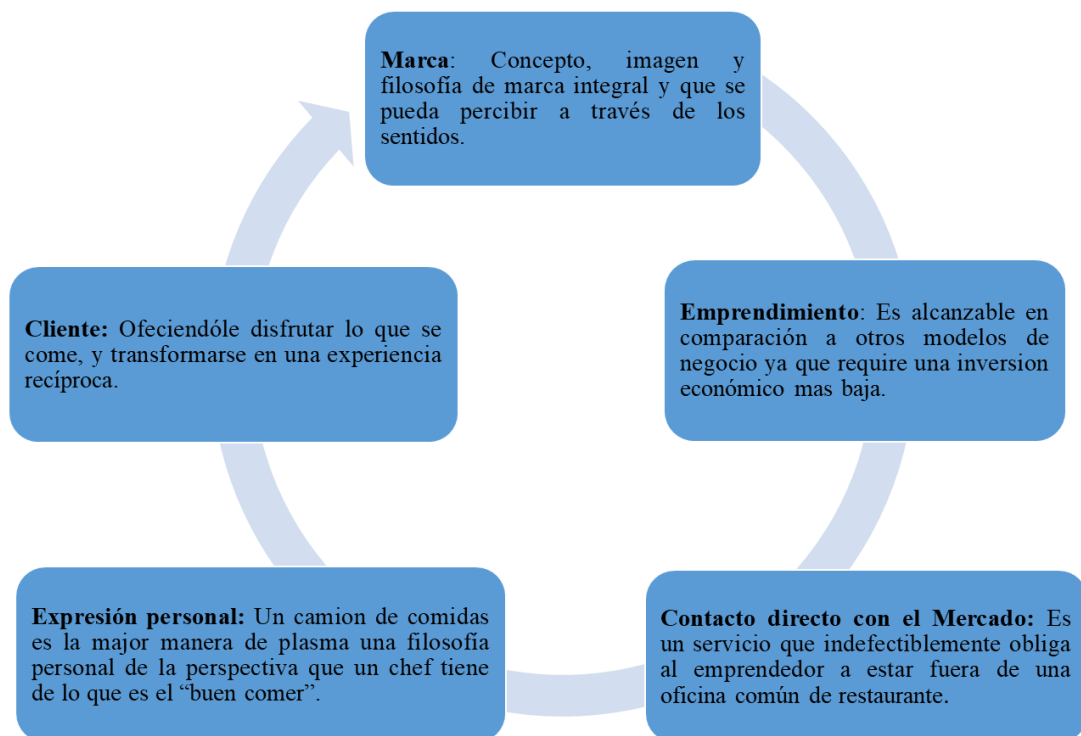 Marca: Concepto, imagen y
filosofía de marca integral y que se
pueda percibir a través de los
sentidos.
Emprendimiento: Es alcanzable en
comparación a otros modelos de
negocio ya que require una inversion
económico mas baja.
Contacto directo con el Mercado: Es
un servicio que indefectiblemente obliga
al emprendedor a estar fuera de una
oficina común de restaurante.
Expresión personal: Un camion de comidas
es la major manera de plasma una filosofía
personal de la perspectiva que un chef tiene
de lo que es el “buen comer”.
Cliente: Ofeciendóle disfrutar lo que se
come, y transformarse en una experiencia
recíproca.